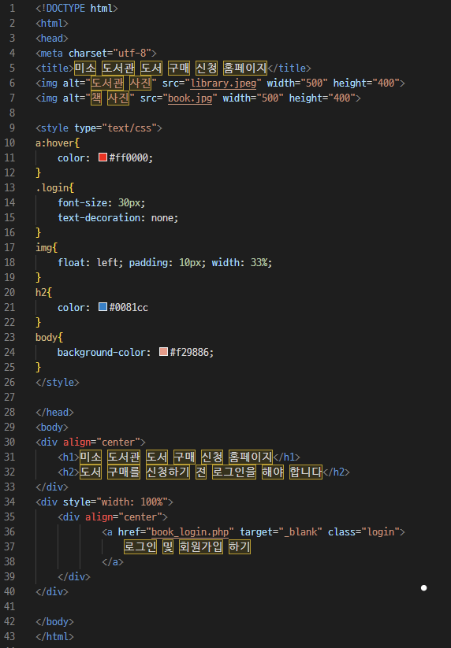 1 <!DOCTYPE html>
2 <html>
3 <head>
4 <meta charset="utf-8">
5 <title>미소 도서관 도서 구매 신청 홈페이지</title>
6 <img alt="도서관 사진" src="library.jpeg" width="500" height="400">
7 <img alt="책 사진" src="book.jpg" width="500" height="400">
8
9 <style type="text/css">
10 a:hover{
11 color: #ff0000;
12 }
13 .login{
14 font-size: 30px;
15 text-decoration: none;
16 }
17 img{
18 float: left; padding: 10px; width: 33%;
19 }
20 h2{
21 color: #0081cc
22 }
23 body{
24 background-color: #f29886;
25 }
26 </style>
27
28 </head>
29 <body>
30 <div align="center">
31 <h1>미소 도서관 도서 구매 신청 홈페이지</h1>
32 <h2>도서 구매를 신청하기 전 로그인을 해야 합니다</h2>
33 </div>
34 <div style="width: 100%">
35 <div align="center">
36 <a href="book_login.php" target="_blank" class="login">
37 로그인 및 회원가입 하기
38 </a>
39 </div>
40 </div>
41
42 </body>
43 </html>